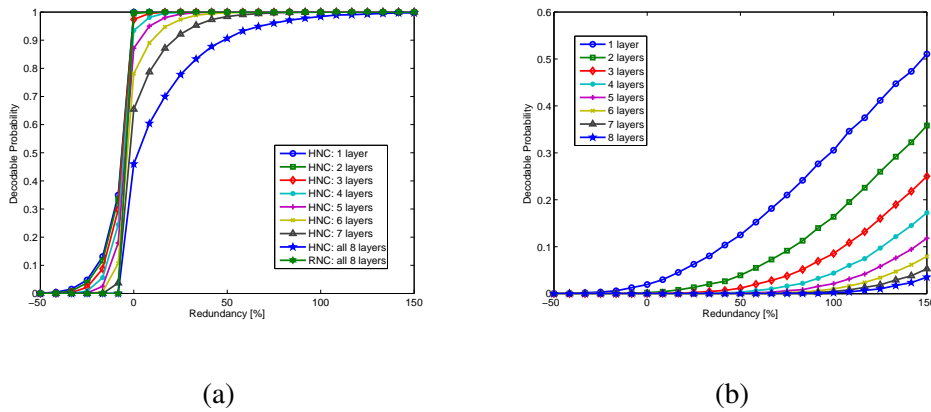 1
0.9
0.8
0.7
0.6
0.5
0.4
0.3
0.2
0.1
0
Decodable Probability
HNC: 1 layer
HNC: 2 layers
HNC: 3 layers
HNC: 4 layers
HNC: 5 layers
HNC: 6 layers
HNC: 7 layers
HNC: all 8 layers
RNC: all 8 layers
-50 0 50 100 150
Redundancy [%]
(a)
0.6
0.5
0.4
0.3
0.2
0.1
0
Decodable Probability
1 layer
2 layers
3 layers
4 layers
5 layers
6 layers
7 layers
8 layers
−50 0 50 100 150
Redundancy [%]
(b)